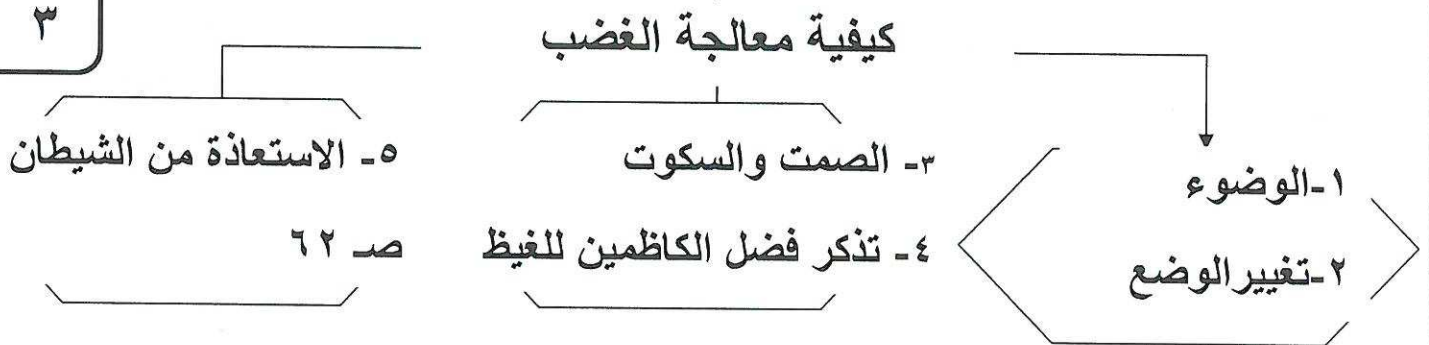 ٣
كيفية معالجة الغضب
١-الوضوء
٢-تغيير الوضع
٣- الصمت والسكوت
٤- تذكر فضل الكاظمين للغيظ
٥- الاستعاذة من الشيطان
صـ ٦٢